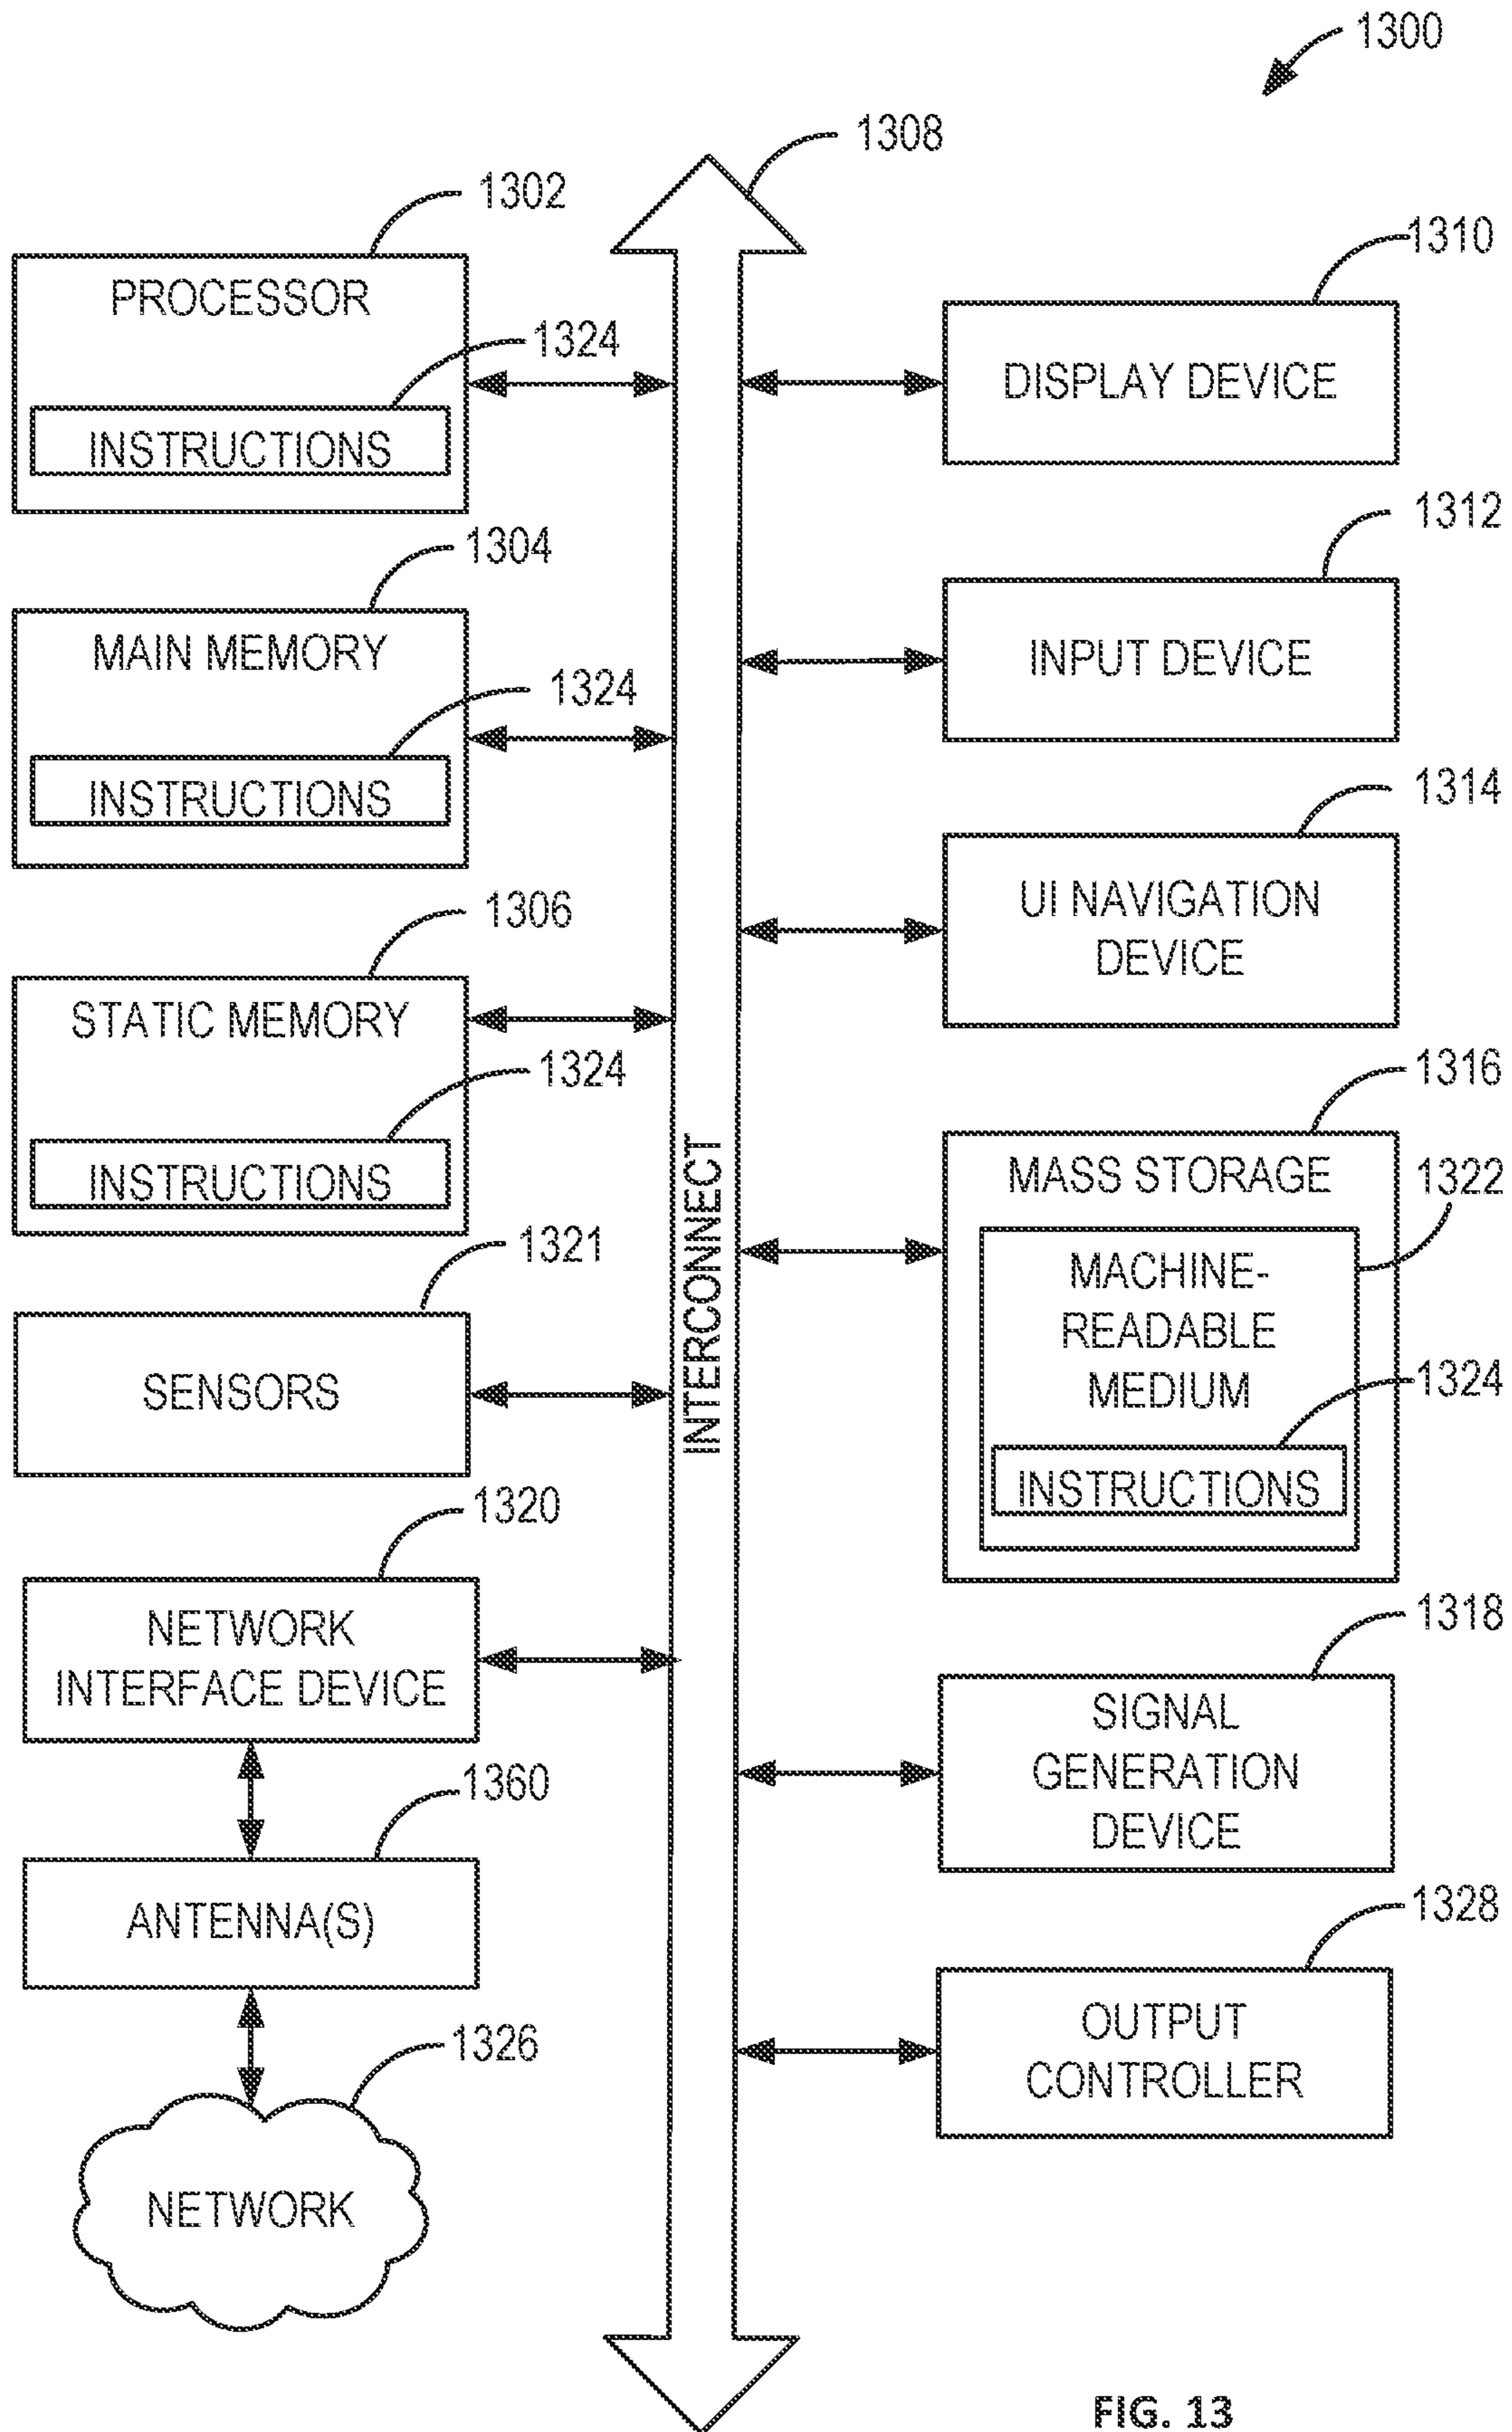 1300
1308
1302
PROCESSOR
1324
INSTRUCTIONS
1304
MAIN MEMORY
1324
INSTRUCTIONS
1306
STATIC MEMORY
1324
INSTRUCTIONS
1321
SENSORS
1320
NETWORK
INTERFACE DEVICE
1360
ANTENNA(S)
1326
NETWORK
INTERCONNECT
1310
DISPLAY DEVICE
1312
INPUT DEVICE
1314
UI NAVIGATION
DEVICE
1316
MASS STORAGE
1322
MACHINE-
READABLE
MEDIUM
1324
INSTRUCTIONS
1318
SIGNAL
GENERATION
DEVICE
1328
OUTPUT
CONTROLLER
FIG. 13